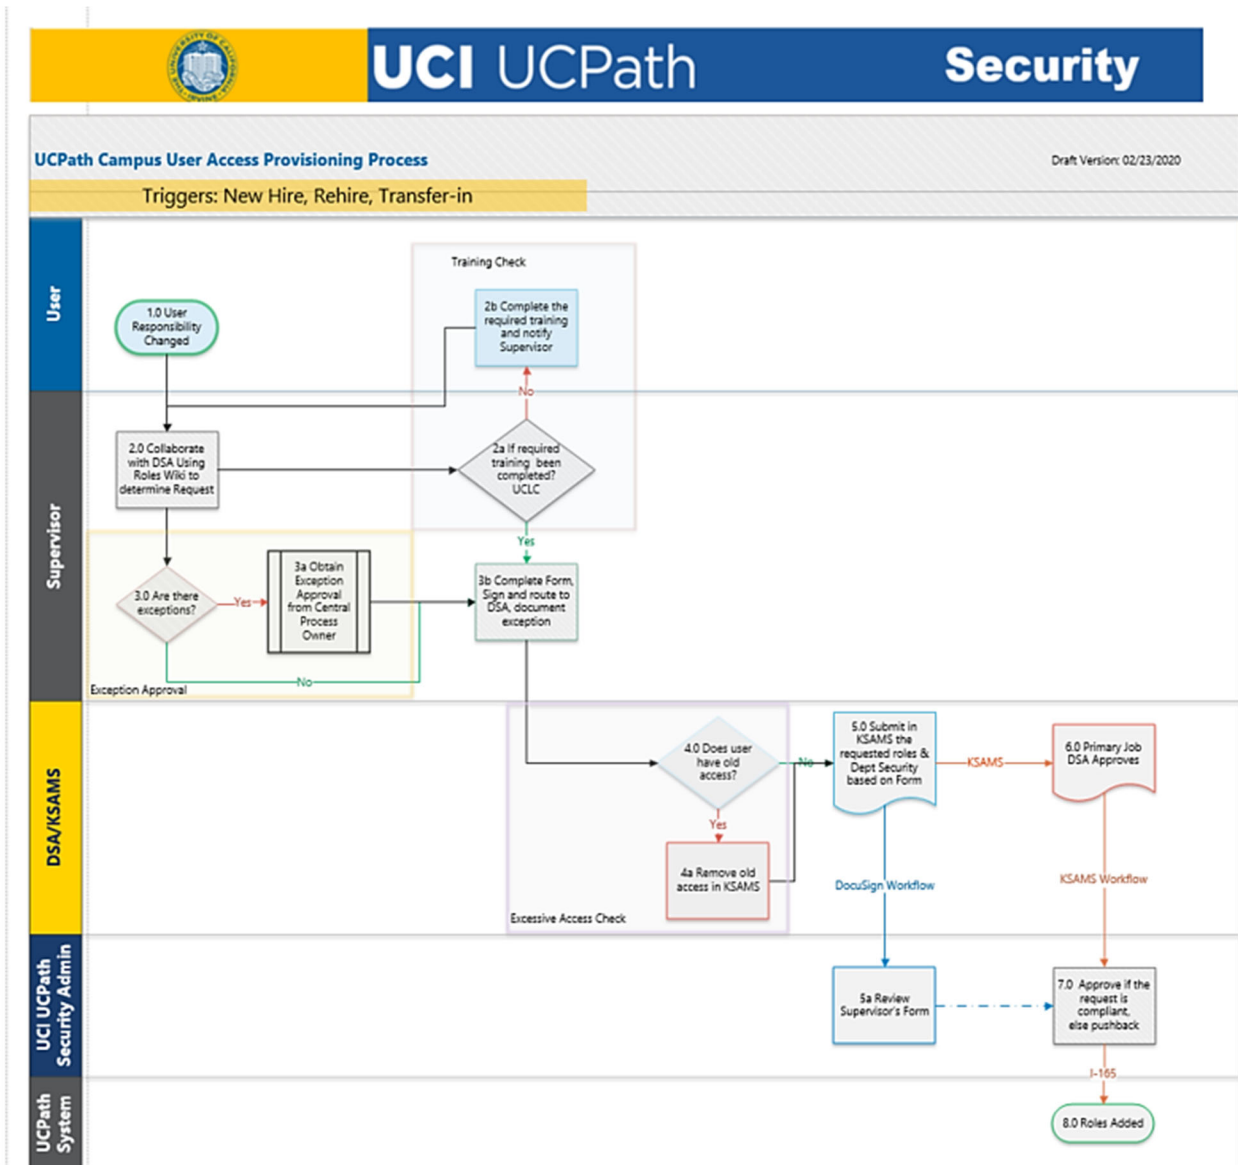 THE UNIVERSITY OF CALIFORNIA
IRVINE
UCI UCPath
Security
UCPath Campus User Access Provisioning Process
Draft Version: 02/23/2020
Triggers: New Hire, Rehire, Transfer-in
User
Training Check
1.0 User
Responsibility
Changed
2b Complete the
required training
and notify
Supervisor
No
Supervisor
2.0 Collaborate
with DSA Using
Roles Wiki to
determine Request
2a If required
training been
completed?
UCLC
Yes
3.0 Are there
exceptions?
Yes
3a Obtain
Exception
Approval
from Central
Process
Owner
3b Complete Form,
Sign and route to
DSA, document
exception
No
Exception Approval
DSA/KSAMS
4.0 Does user
have old
access?
No
5.0 Submit in
KSAMS the
requested roles &
Dept Security
based on Form
KSAMS
6.0 Primary Job
DSA Approves
Yes
4a Remove old
access in KSAMS
DocuSign Workflow
KSAMS Workflow
Excessive Access Check
UCI UCPath
Security Admin
5a Review
Supervisor's Form
7.0 Approve if the
request is
compliant,
else pushback
I-165
UCPath
System
8.0 Roles Added